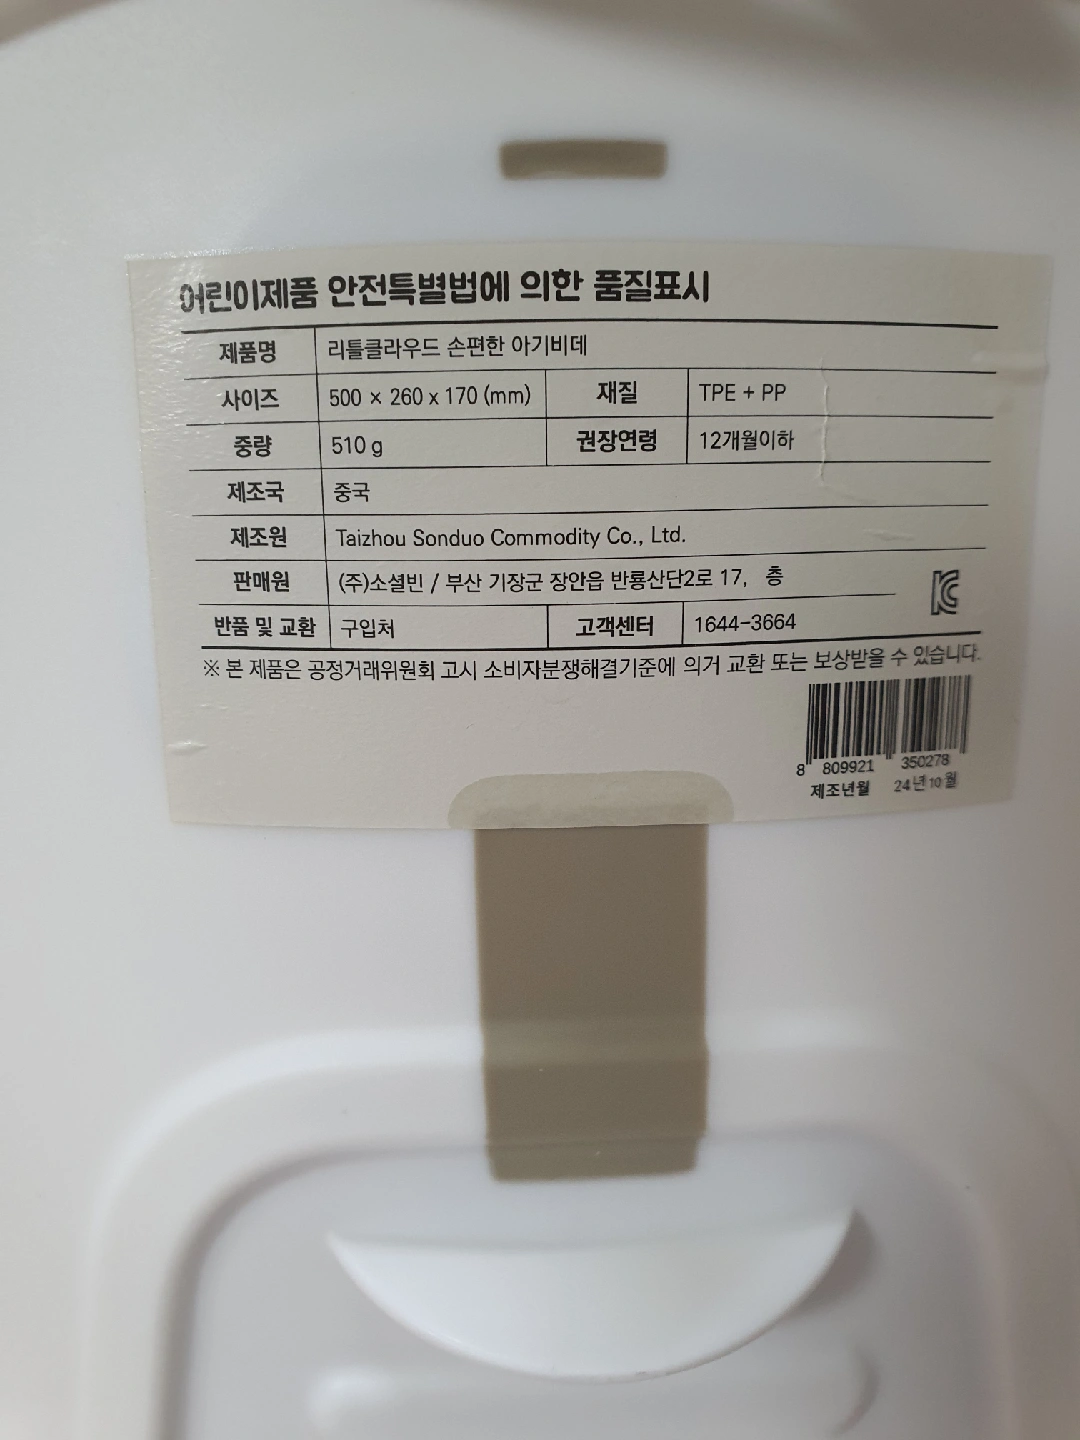 어린이제품 안전특별법에 의한 품질표시
제품명 리틀클라우드 손편한 아기비데
사이즈 500 × 260 x 170 (mm) 재질 TPE + PP
중량 510 g 권장연령 12개월이하
제조국 중국
제조원 Taizhou Sonduo Commodity Co., Ltd.
판매원 (주)소셜빈 / 부산 기장군 장안읍 반룡산단2로 17, 층
KC
반품 및 교환 구입처 고객센터 1644-3664
※ 본 제품은 공정거래위원회 고시 소비자분쟁해결기준에 의거 교환 또는 보상받을 수 있습니다.
8 809921 350278
제조년월 24년10월